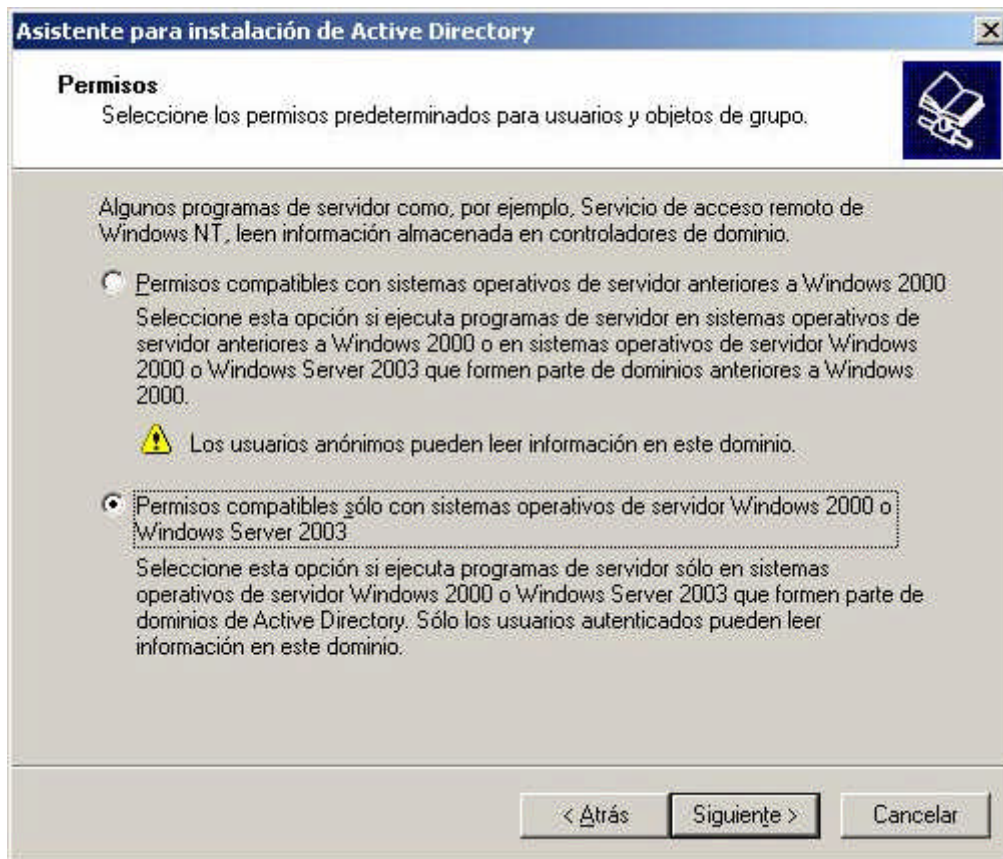 Asistente para instalación de Active Directory
Permisos
Seleccione los permisos predeterminados para usuarios y objetos de grupo.
Algunos programas de servidor como, por ejemplo, Servicio de acceso remoto de
Windows NT, leen información almacenada en controladores de dominio.
Permisos compatibles con sistemas operativos de servidor anteriores a Windows 2000
Seleccione esta opción si ejecuta programas de servidor en sistemas operativos de
servidor anteriores a Windows 2000 o en sistemas operativos de servidor Windows
2000 o Windows Server 2003 que formen parte de dominios anteriores a Windows
2000.
Los usuarios anónimos pueden leer información en este dominio.
Permisos compatibles sólo con sistemas operativos de servidor Windows 2000 o
Windows Server 2003
Seleccione esta opción si ejecuta programas de servidor sólo en sistemas
operativos de servidor Windows 2000 o Windows Server 2003 que formen parte de
dominios de Active Directory. Sólo los usuarios autenticados pueden leer
información en este dominio.
< Atrás Siguiente > Cancelar